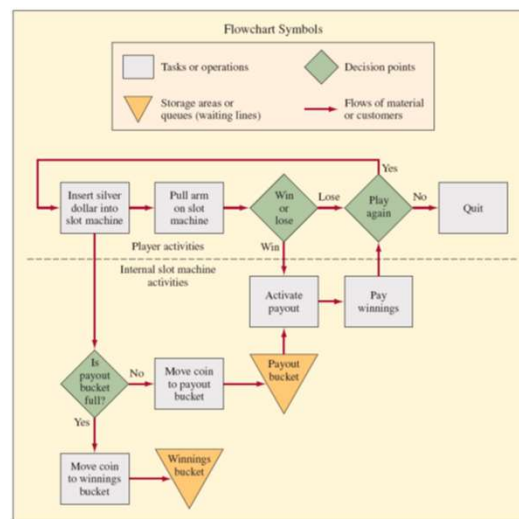 Flowchart Symbols
Tasks or operations
Decision points
Storage areas or
queues (waiting lines)
Flows of material
or customers
Yes
Insert silver
dollar into
slot machine
Pull arm
on slot
machine
Win
or
lose
Lose
Play
again
No
Quit
Player activities
Win
Internal slot machine
activities
Activate
payout
Pay
winnings
Is
payout
bucket
full?
No
Move coin
to payout
bucket
Payout
bucket
Yes
Move coin
to winnings
bucket
Winnings
bucket